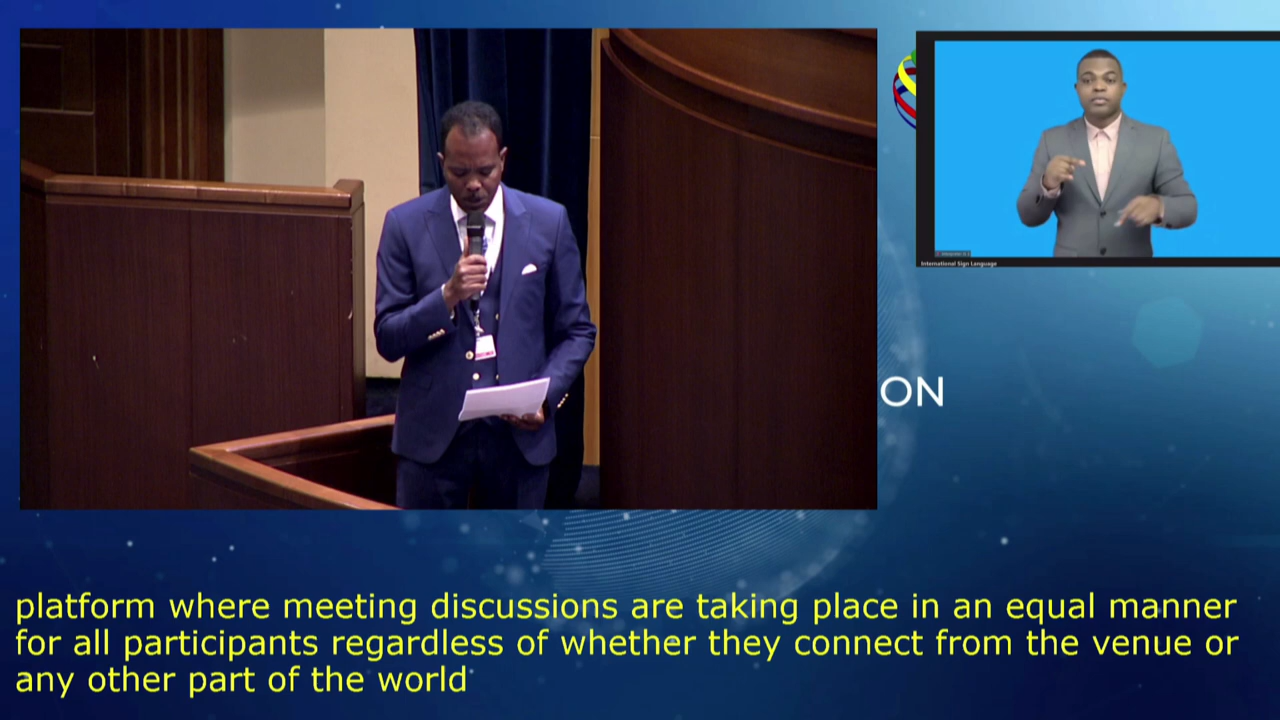 International Sign Language
ON
platform where meeting discussions are taking place in an equal manner
for all participants regardless of whether they connect from the venue or
any other part of the world